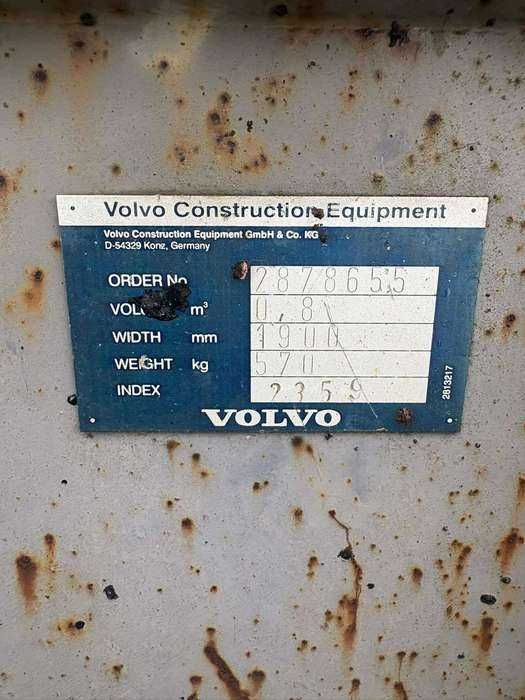 Volvo Construction Equipment
Volvo Construction Equipment GmbH & Co. KG
D-54329 Konz, Germany
ORDER No 2878655
m³ 0,8
WIDTH mm 1900
WEIGHT kg 570
INDEX 2359
VOLVO
2813217